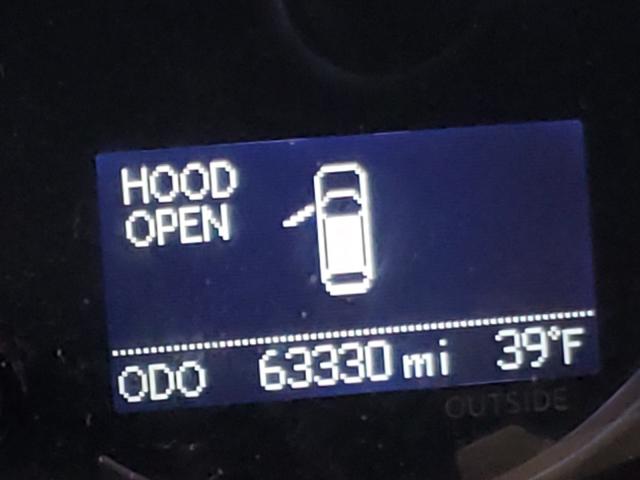 HOOD
OPEN
ODO 63330 mi 39°F
OUTSIDE